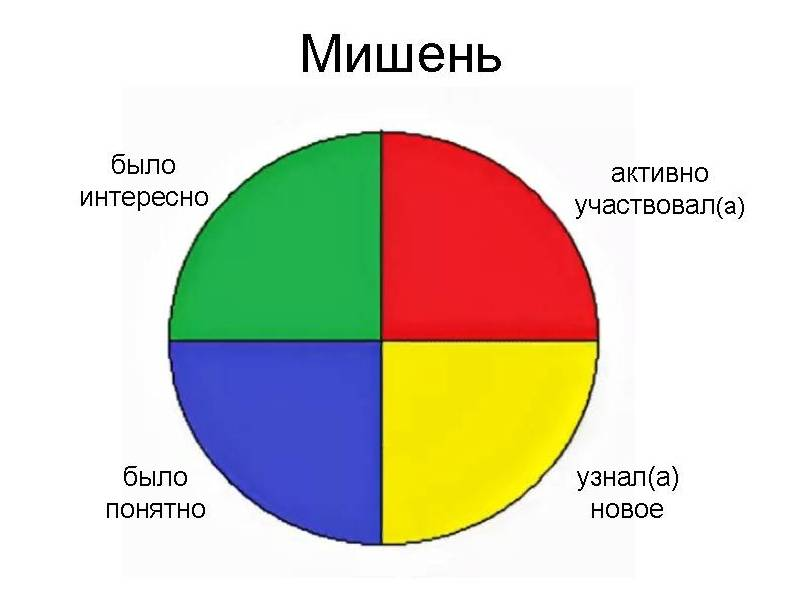 Мишень
было
интересно
активно
участвовал(а)
было
понятно
узнал(а)
новое